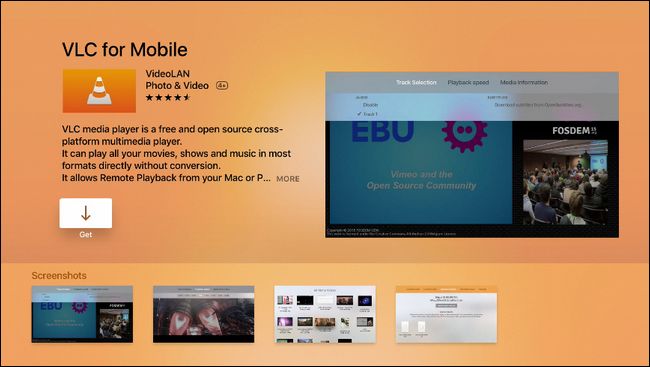 VLC for Mobile
VideoLAN
Photo & Video 4+
VLC media player is a free and open source cross-
platform multimedia player.
It can play all your movies, shows and music in most
formats directly without conversion.
It allows Remote Playback from your Mac or P... MORE
Get
Track Selection Playback speed Media Information
Disable
Track 1
Download subtitles from OpenSubtitles.org...
EBU
FOSDEM
Vimeo and the
Open Source Community
Screenshots
FOSDEM